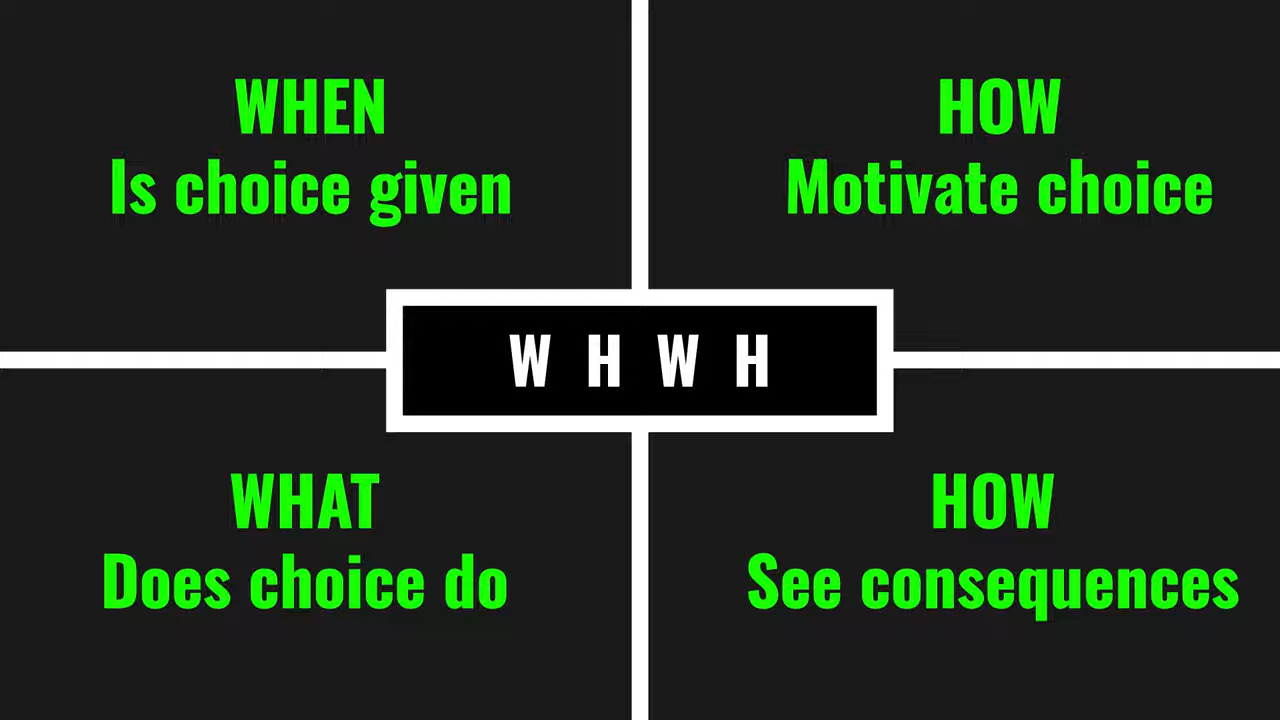 WHEN
Is choice given
HOW
Motivate choice
W H W H
WHAT
Does choice do
HOW
See consequences